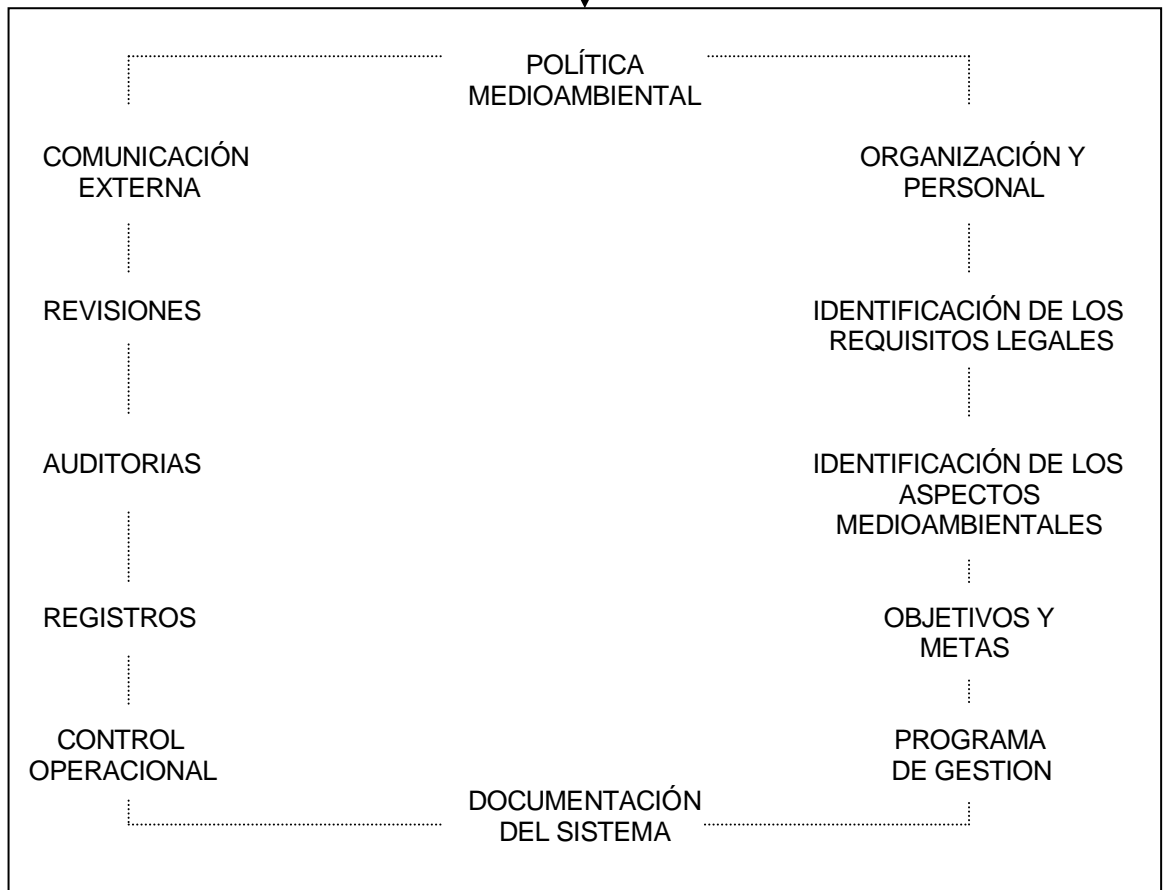 POLÍTICA
MEDIOAMBIENTAL
COMUNICACIÓN
EXTERNA
ORGANIZACIÓN Y
PERSONAL
REVISIONES
IDENTIFICACIÓN DE LOS
REQUISITOS LEGALES
AUDITORIAS
IDENTIFICACIÓN DE LOS
ASPECTOS
MEDIOAMBIENTALES
REGISTROS
OBJETIVOS Y
METAS
CONTROL
OPERACIONAL
PROGRAMA
DE GESTION
DOCUMENTACIÓN
DEL SISTEMA